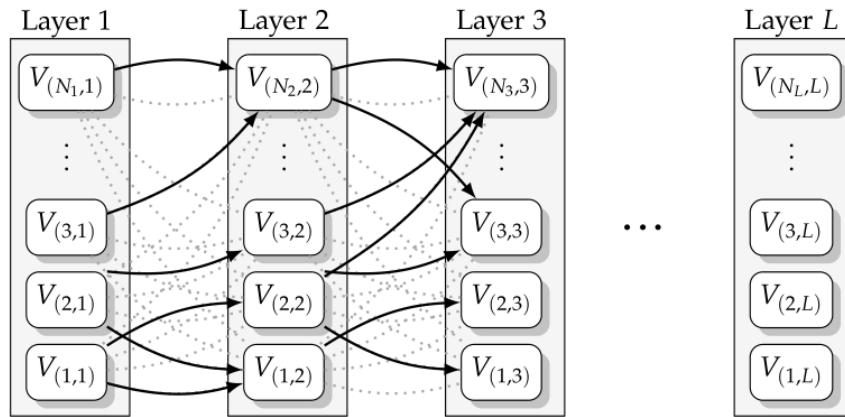 Layer 1 Layer 2 Layer 3 Layer L
V(N1,1) V(N2,2) V(N3,3) V(NL,L)
⋮ ⋮ ⋮ ⋮
V(3,1) V(3,2) V(3,3) ... V(3,L)
V(2,1) V(2,2) V(2,3) V(2,L)
V(1,1) V(1,2) V(1,3) V(1,L)